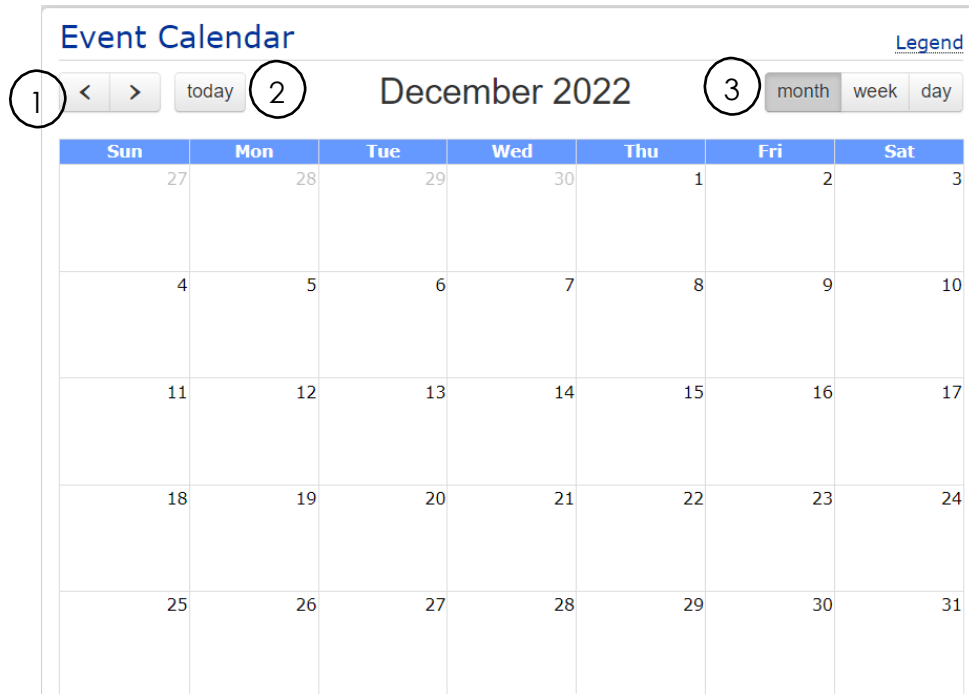 Event Calendar
Legend
1 < > today 2 December 2022 3 month week day
Sun Mon Tue Wed Thu Fri Sat
27 28 29 30 1 2 3
4 5 6 7 8 9 10
11 12 13 14 15 16 17
18 19 20 21 22 23 24
25 26 27 28 29 30 31